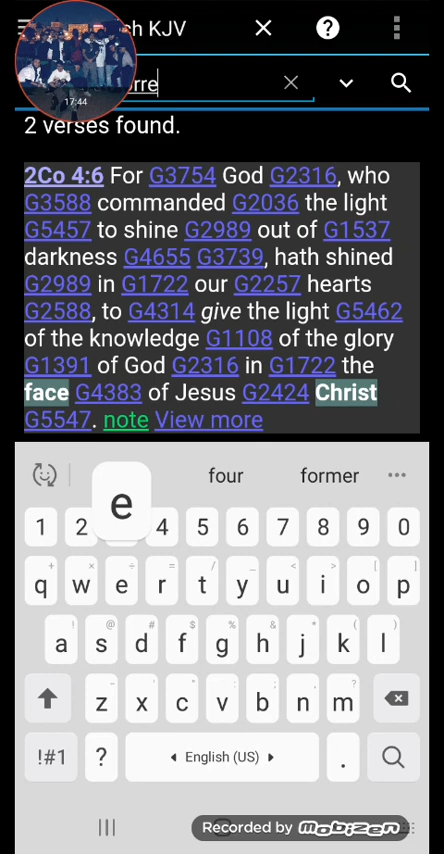 ch KJV
rre
17:44
2 verses found.
2Co 4:6 For G3754 God G2316, who
G3588 commanded G2036 the light
G5457 to shine G2989 out of G1537
darkness G4655 G3739, hath shined
G2989 in G1722 our G2257 hearts
G2588, to G4314 give the light G5462
of the knowledge G1108 of the glory
G1391 of God G2316 in G1722 the
face G4383 of Jesus G2424 Christ
G5547. note View more
e four former
1 2 4 5 6 7 8 9 0
q w e r t y u i o p
a s d f g h j k l
z x c v b n m
!#1 ? English (US) .
Recorded by mobizen